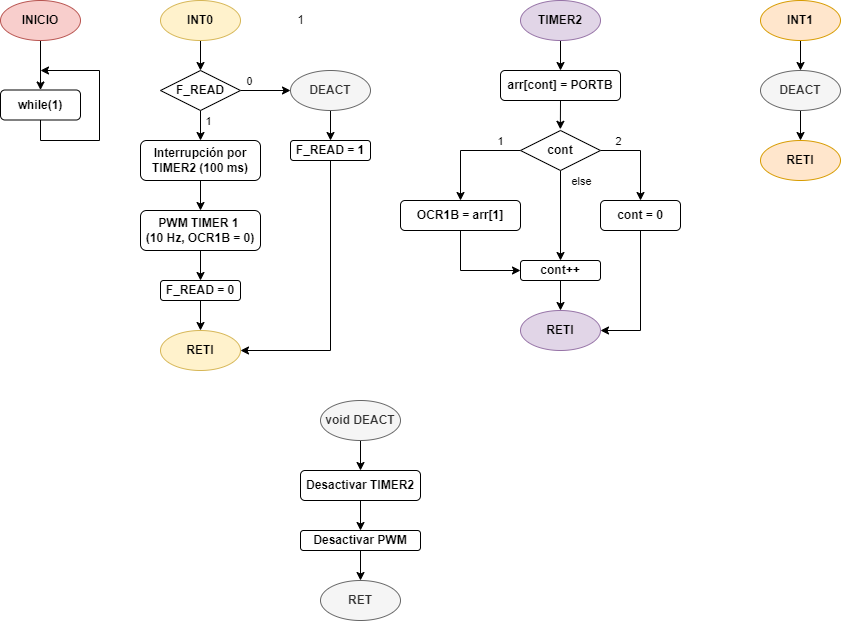 INICIO
while(1)
INT0
1
F_READ
0
1
DEACT
Interrupción por
TIMER2 (100 ms)
F_READ = 1
PWM TIMER 1
(10 Hz, OCR1B = 0)
F_READ = 0
RETI
TIMER2
arr[cont] = PORTB
cont
1
2
else
OCR1B = arr[1]
cont = 0
cont++
RETI
INT1
DEACT
RETI
void DEACT
Desactivar TIMER2
Desactivar PWM
RET